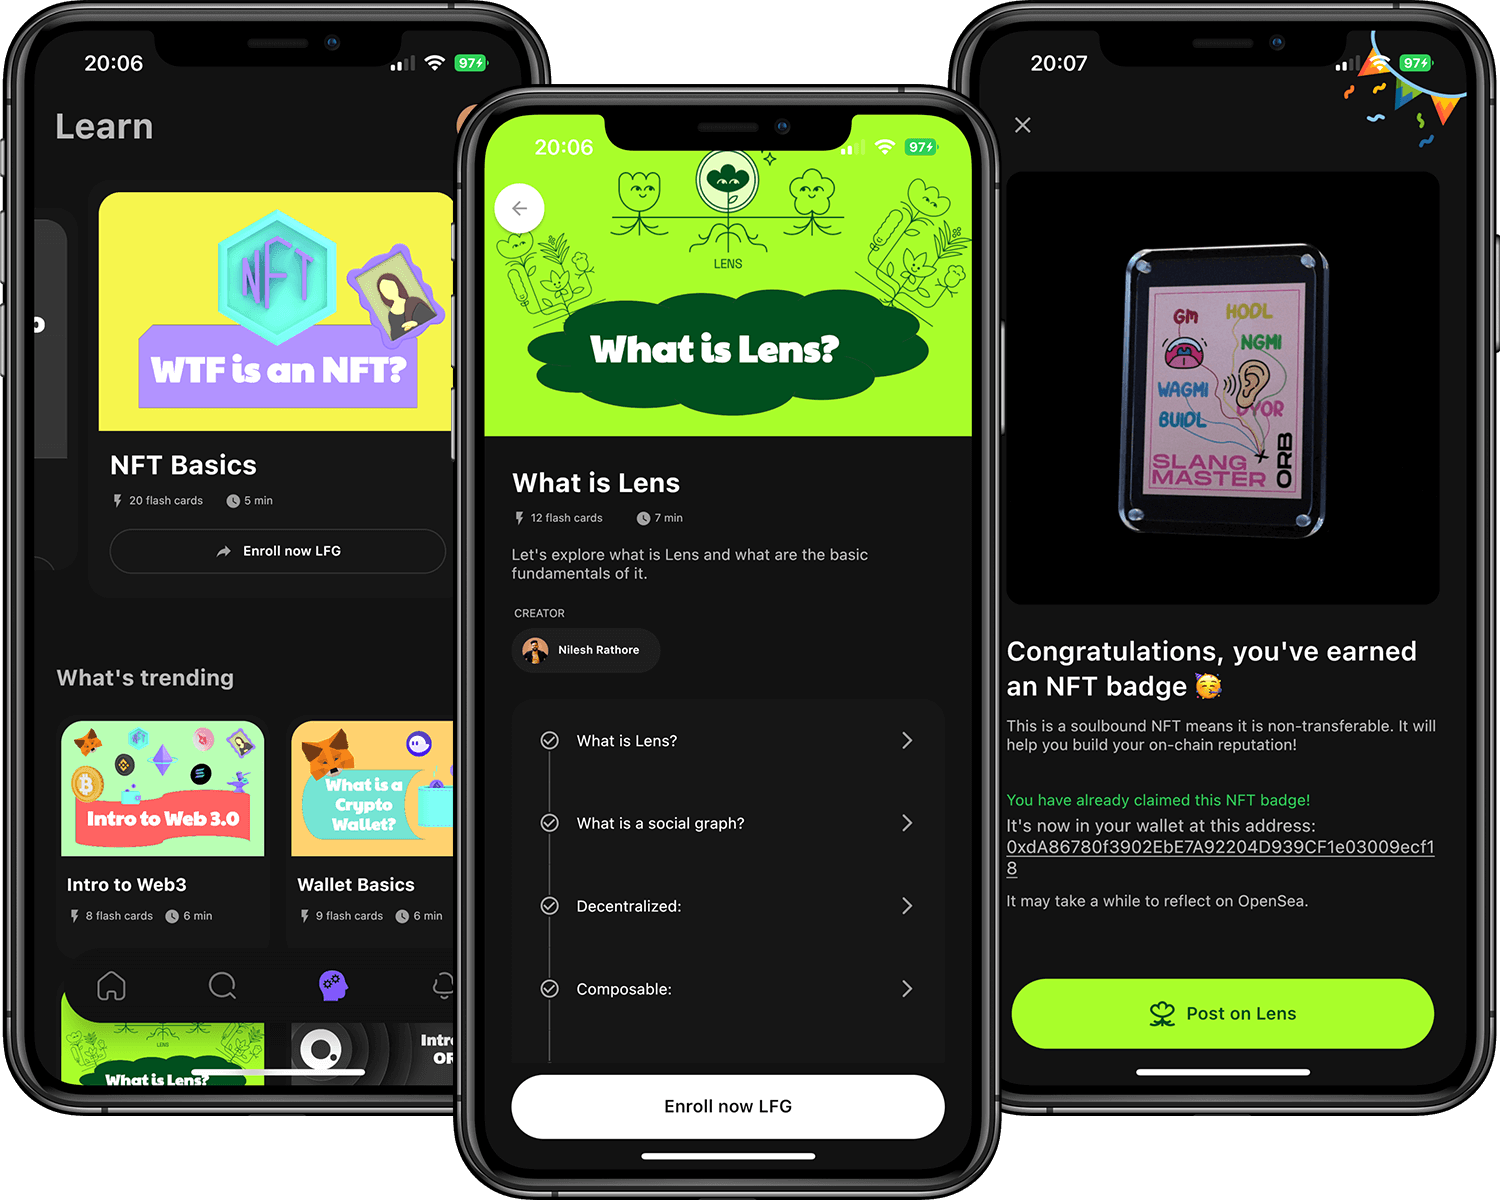 20:06
97
Learn
NFT
WTF is an NFT?
NFT Basics
20 flash cards
5 min
Enroll now LFG
What's trending
Intro to Web 3.0
Intro to Web3
8 flash cards
6 min
What is a
Crypto
Wallet?
Wallet Basics
9 flash cards
6 min
LENS
What is Lens?
20:06
97
LENS
What is Lens?
What is Lens
12 flash cards
7 min
Let's explore what is Lens and what are the basic
fundamentals of it.
CREATOR
Nilesh Rathore
What is Lens?
What is a social graph?
Decentralized:
Composable:
Enroll now LFG
20:07
97
GM
HODL
NGMI
WAGMI
DYOR
BUIDL
SLANG
MASTER
ORB
Congratulations, you've earned
an NFT badge
This is a soulbound NFT means it is non-transferable. It will
help you build your on-chain reputation!
You have already claimed this NFT badge!
It's now in your wallet at this address:
0xdA86780f3902EbE7A92204D939CF1e03009ecf1
8
It may take a while to reflect on OpenSea.
Post on Lens